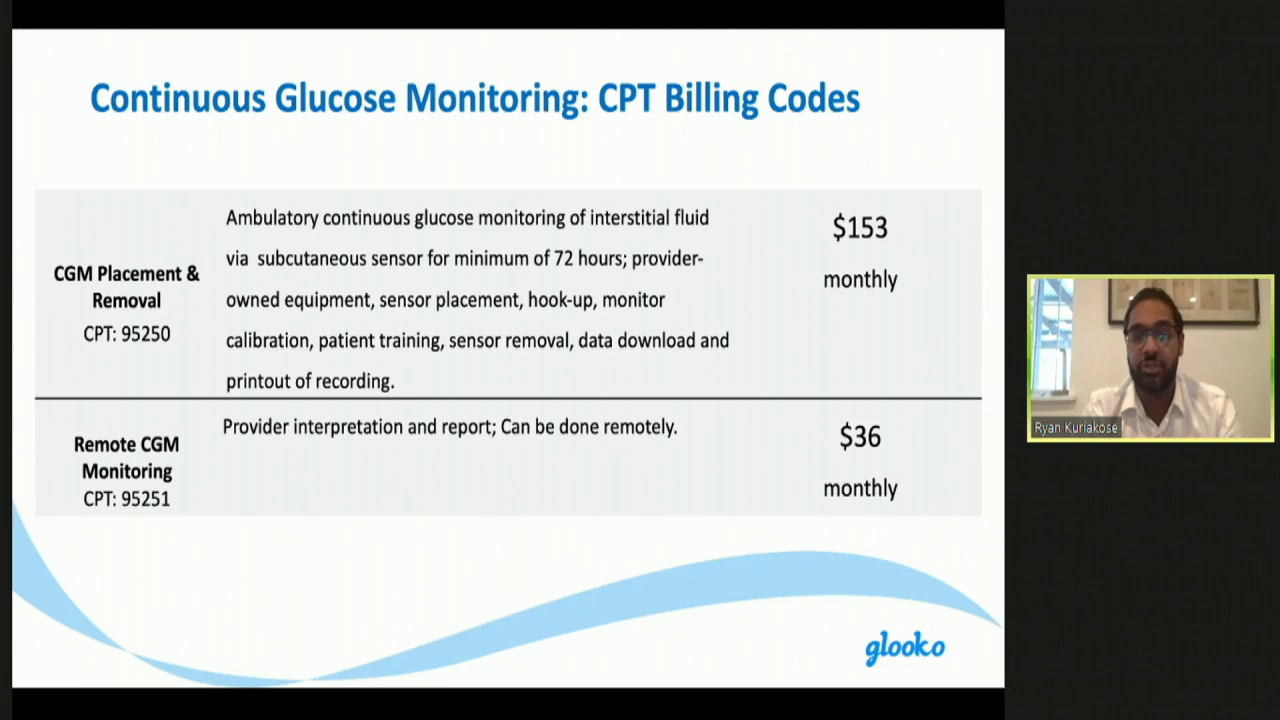 Continuous Glucose Monitoring: CPT Billing Codes
CGM Placement &
Removal
CPT: 95250
Ambulatory continuous glucose monitoring of interstitial fluid
via subcutaneous sensor for minimum of 72 hours; provider-
owned equipment, sensor placement, hook-up, monitor
calibration, patient training, sensor removal, data download and
printout of recording.
$153
monthly
Remote CGM
Monitoring
CPT: 95251
Provider interpretation and report; Can be done remotely.
$36
monthly
glooko
Ryan Kuriakose